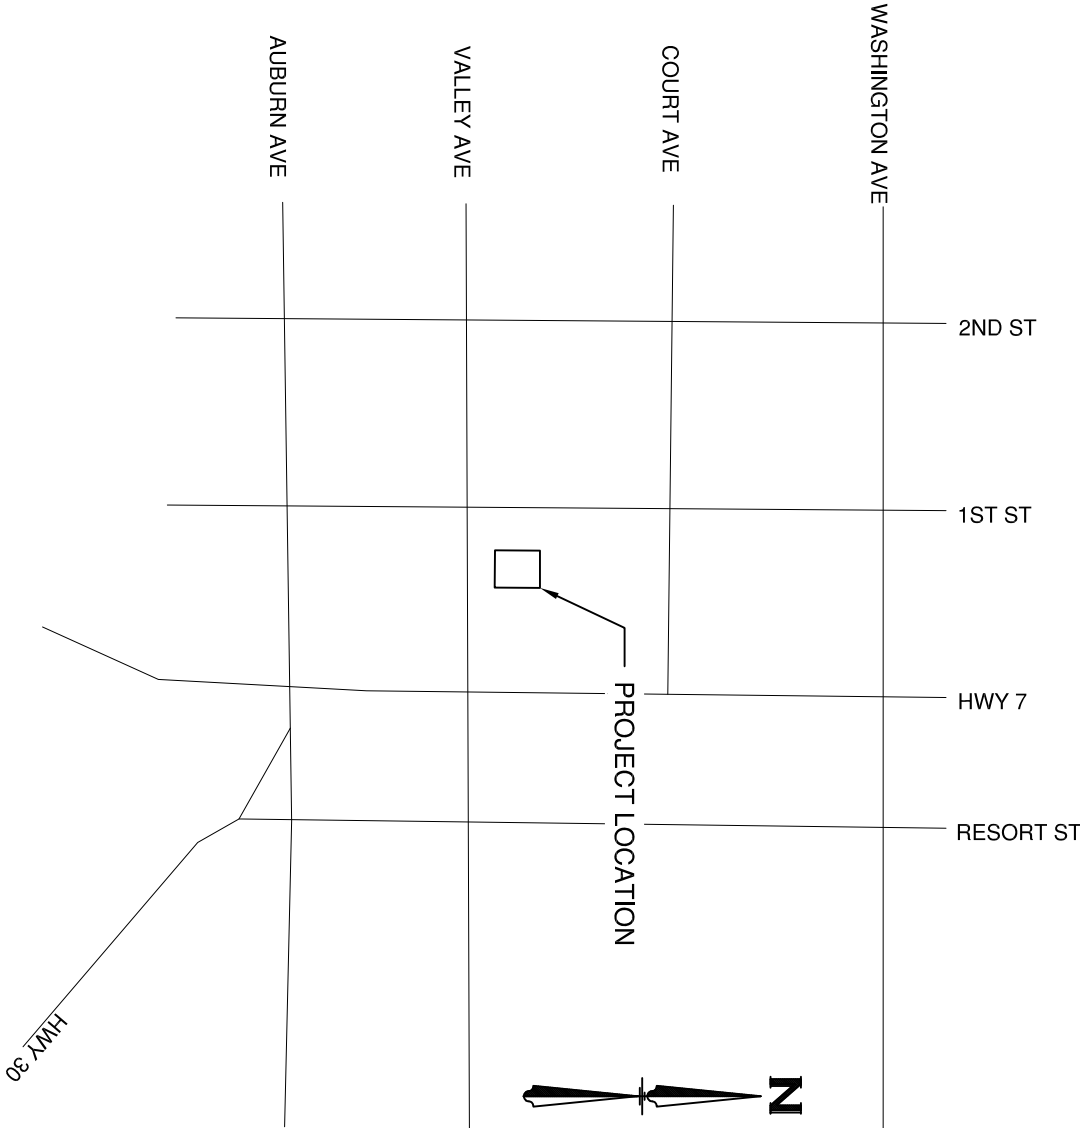 AUBURN AVE
VALLEY AVE
COURT AVE
WASHINGTON AVE
2ND ST
1ST ST
HWY 7
PROJECT LOCATION
RESORT ST
HWY 30
N